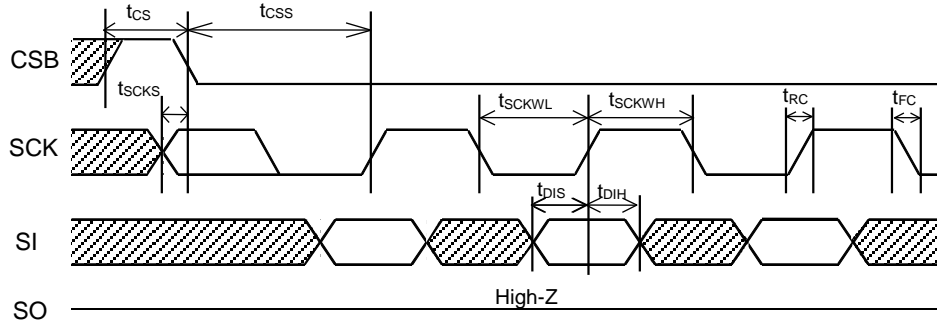 tCS
tCSS
CSB
tSCKS
tSCKWL
tSCKWH
tRC
tFC
SCK
tDIS
tDIH
SI
High-Z
SO